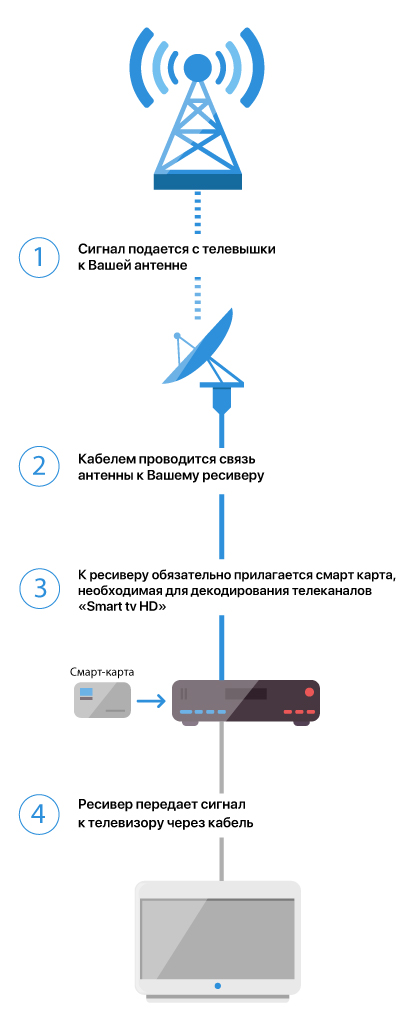 1
Сигнал подается с телевышки
к Вашей антенне
2
Кабелем проводится связь
антенны к Вашему ресиверу
3
К ресиверу обязательно прилагается смарт карта,
необходимая для декодирования телеканалов
«Smart tv HD»
Смарт-карта
4
Ресивер передает сигнал
к телевизору через кабель